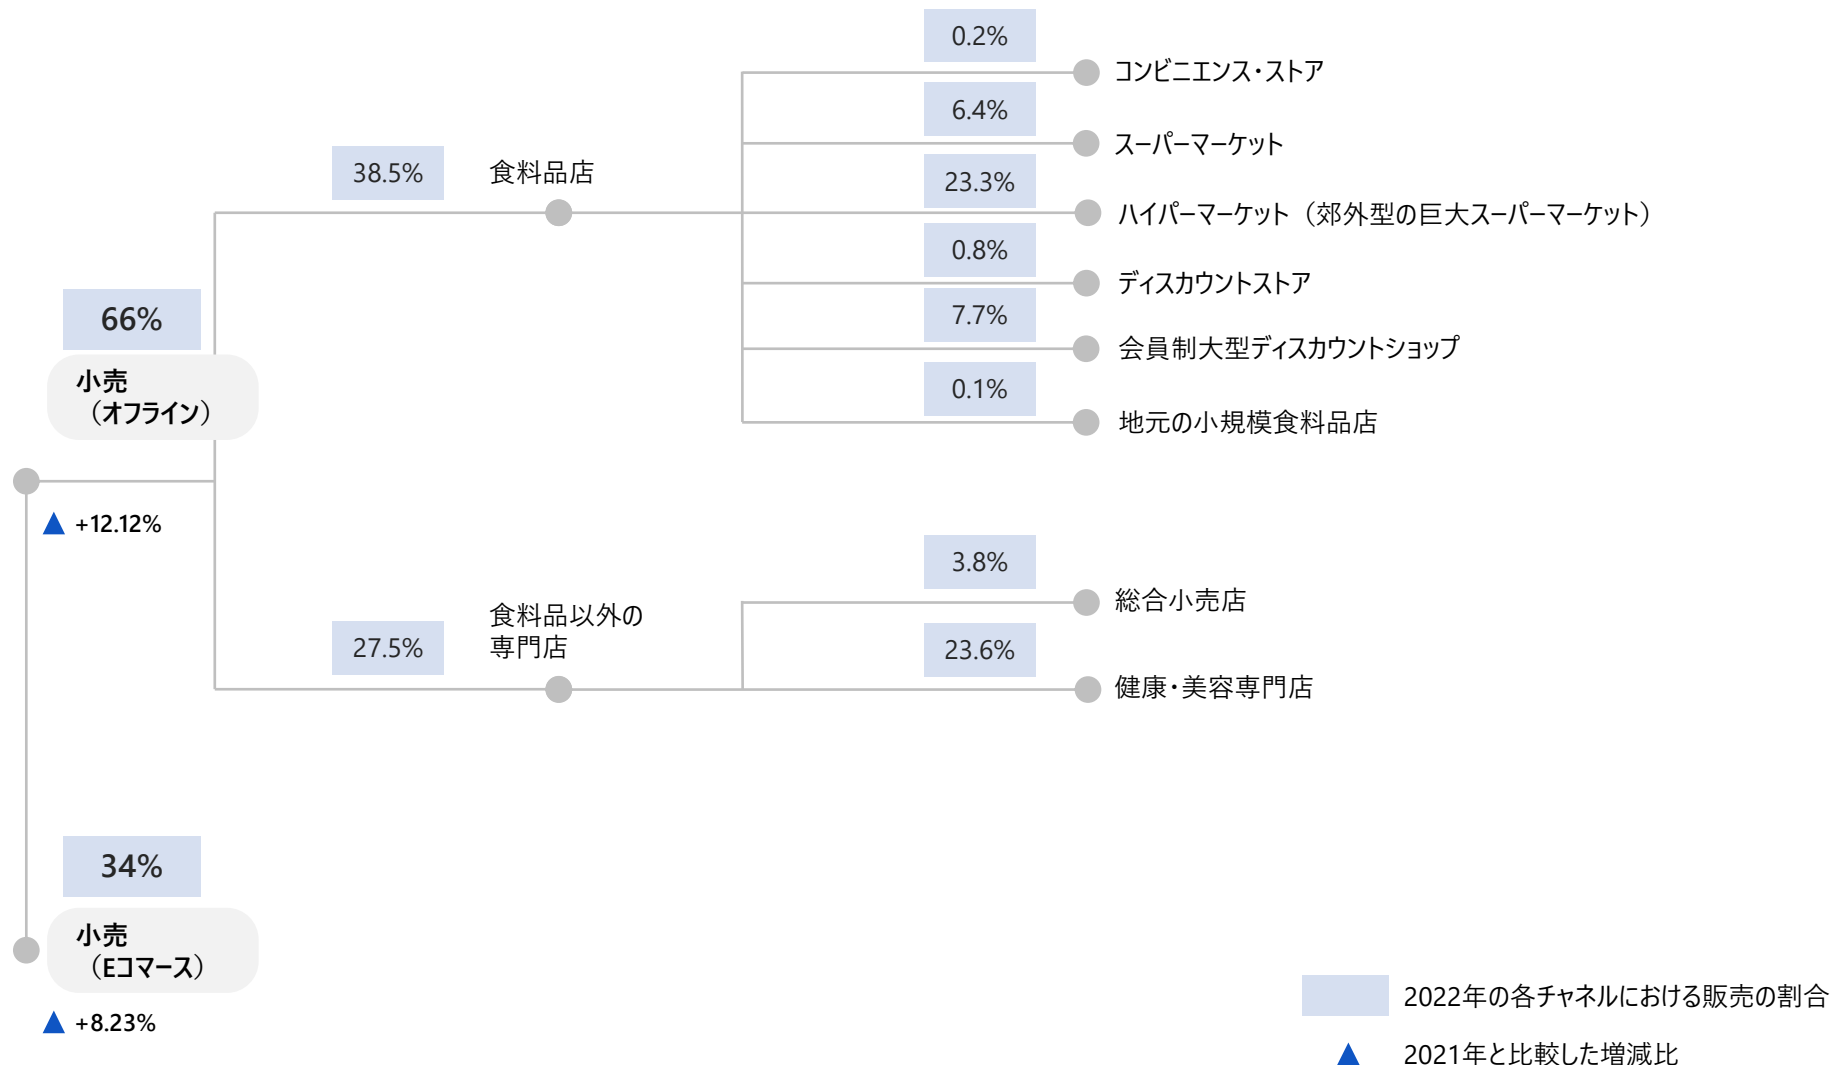 0.2%
コンビニエンス・ストア
6.4%
スーパーマーケット
38.5%
食料品店
23.3%
ハイパーマーケット（郊外型の巨大スーパーマーケット）
0.8%
ディスカウントストア
66%
7.7%
会員制大型ディスカウントショップ
小売
（オフライン）
0.1%
地元の小規模食料品店
▲ +12.12%
3.8%
総合小売店
食料品以外の
専門店
27.5%
23.6%
健康・美容専門店
34%
小売
（Eコマース）
▲ +8.23%
2022年の各チャネルにおける販売の割合
▲ 2021年と比較した増減比